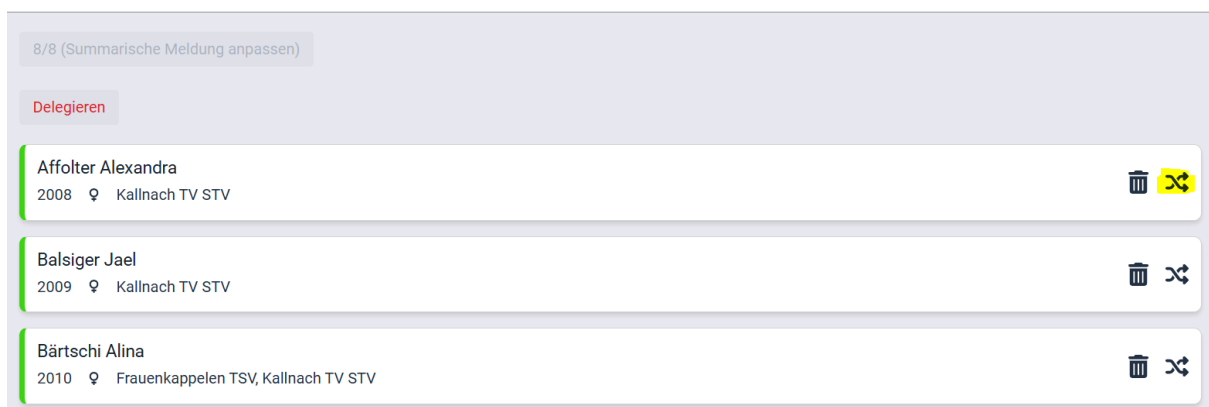 8/8 (Summarische Meldung anpassen)
Delegieren
Affolter Alexandra
2008 ♀ Kallnach TV STV
Balsiger Jael
2009 ♀ Kallnach TV STV
Bärtschi Alina
2010 ♀ Frauenkappelen TSV, Kallnach TV STV